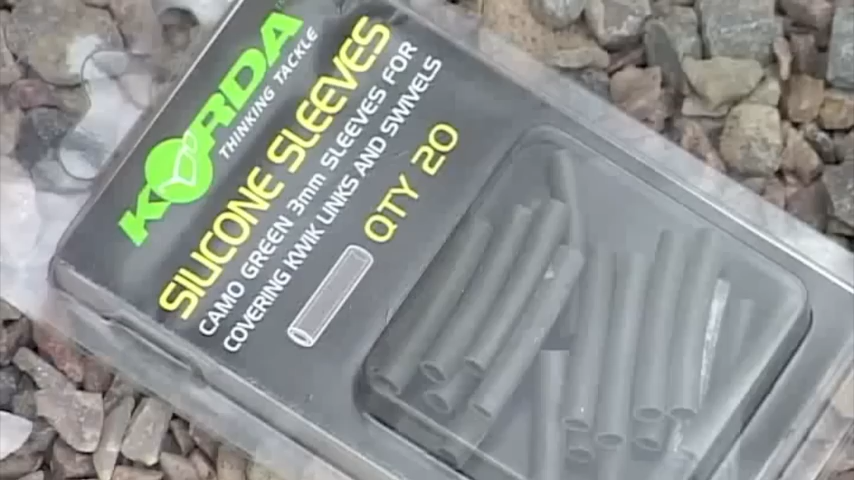 KORDA
THINKING TACKLE
SILICONE SLEEVES
CAMO GREEN 3mm SLEEVES FOR
COVERING KWIK LINKS AND SWIVELS
QTY 20